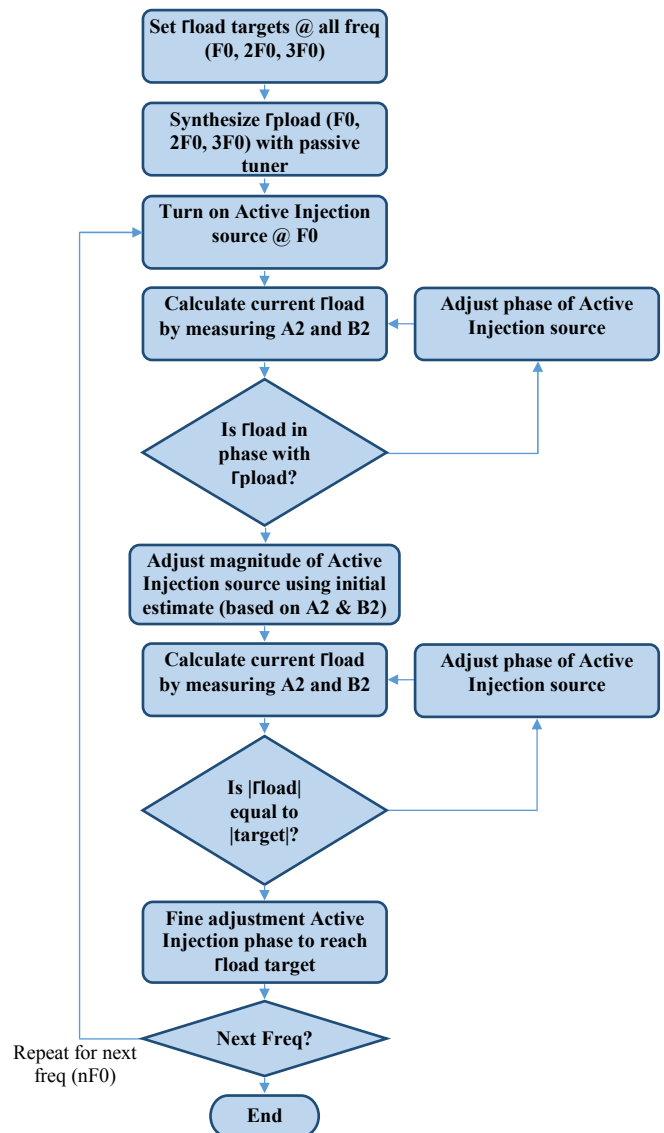 Set Γload targets @ all freq
(F0, 2F0, 3F0)
Synthesize Γpload (F0,
2F0, 3F0) with passive
tuner
Turn on Active Injection
source @ F0
Calculate current Γload
by measuring A2 and B2
Adjust phase of Active
Injection source
Is Γload in
phase with
Γpload?
Adjust magnitude of Active
Injection source using initial
estimate (based on A2 & B2)
Calculate current Γload
by measuring A2 and B2
Adjust phase of Active
Injection source
Is |Γload|
equal to
|target|?
Fine adjustment Active
Injection phase to reach
Γload target
Next Freq?
Repeat for next
freq (nF0)
End